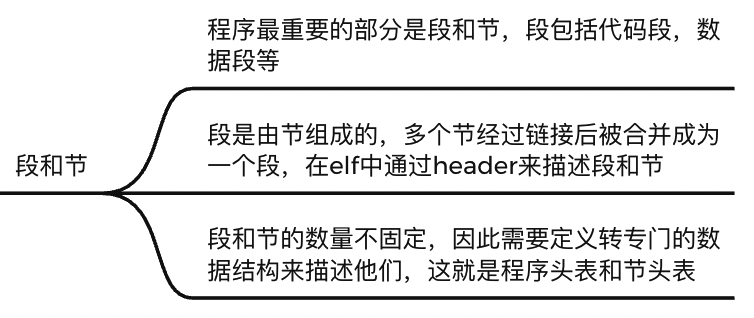 程序最重要的部分是段和节，段包括代码段，数
据段等
段是由节组成的，多个节经过链接后被合并成为
一个段，在elf中通过header来描述段和节
段和节
段和节的数量不固定，因此需要定义转专门的数
据结构来描述他们，这就是程序头表和节头表